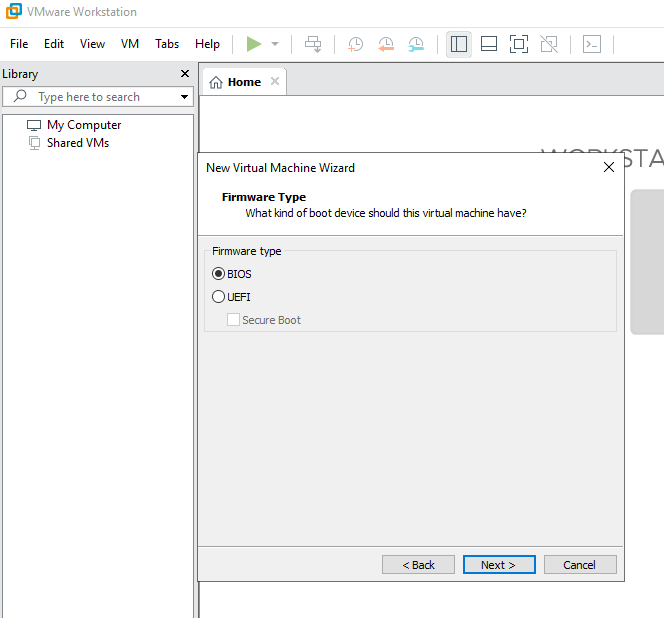 VMware Workstation
File Edit View VM Tabs Help
Library
Home
Type here to search
My Computer
Shared VMs
WORKSTA
New Virtual Machine Wizard
Firmware Type
What kind of boot device should this virtual machine have?
Firmware type
BIOS
UEFI
Secure Boot
< Back Next > Cancel